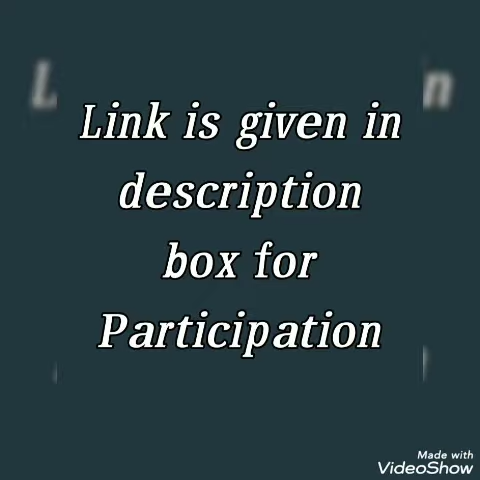 Link is given in
description
box for
Participation
Made with
VideoShow